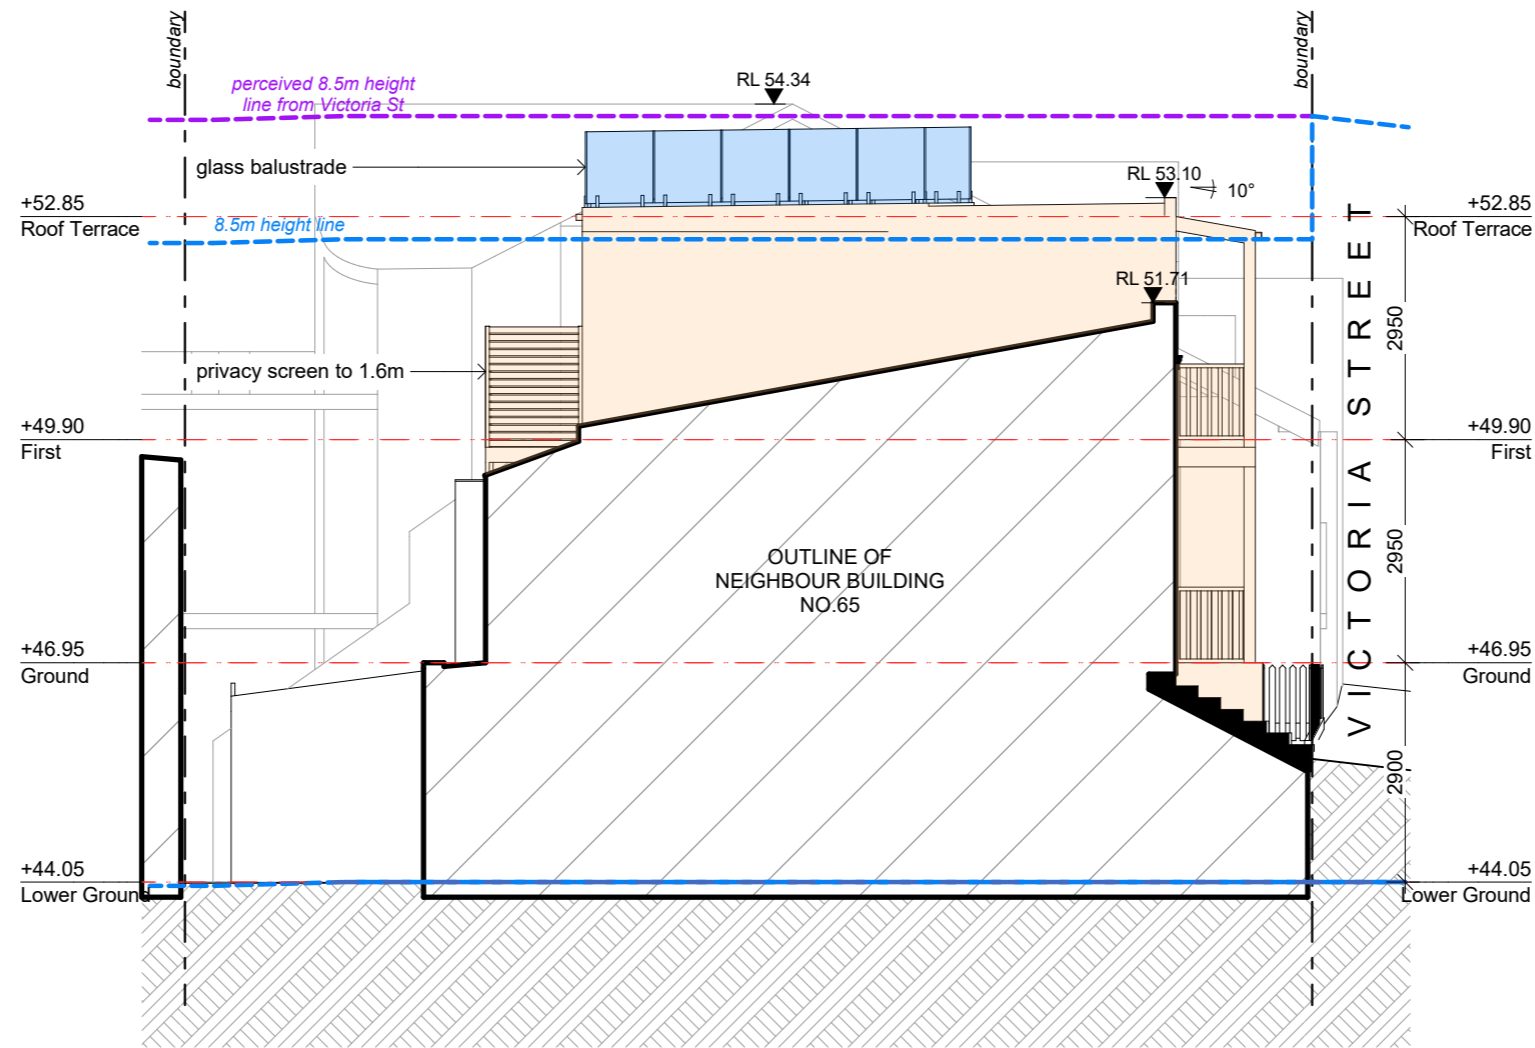 boundary
boundary
perceived 8.5m height
line from Victoria St
RL 54.34
glass balustrade
RL 53.10
10°
+52.85
Roof Terrace
8.5m height line
+52.85
Roof Terrace
RL 51.71
2950
privacy screen to 1.6m
+49.90
First
+49.90
First
VICTORIA STREET
2950
OUTLINE OF
NEIGHBOUR BUILDING
NO.65
+46.95
Ground
+46.95
Ground
2900
+44.05
Lower Ground
+44.05
Lower Ground